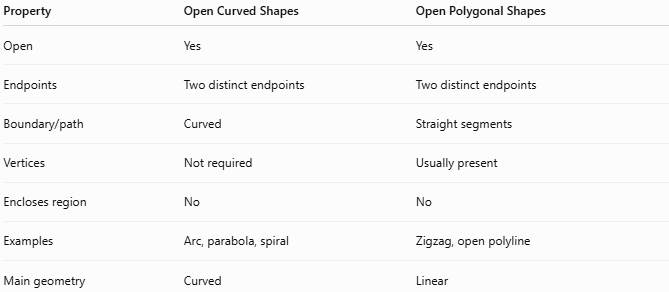 Property Open Curved Shapes Open Polygonal Shapes
Open Yes Yes
Endpoints Two distinct endpoints Two distinct endpoints
Boundary/path Curved Straight segments
Vertices Not required Usually present
Encloses region No No
Examples Arc, parabola, spiral Zigzag, open polyline
Main geometry Curved Linear